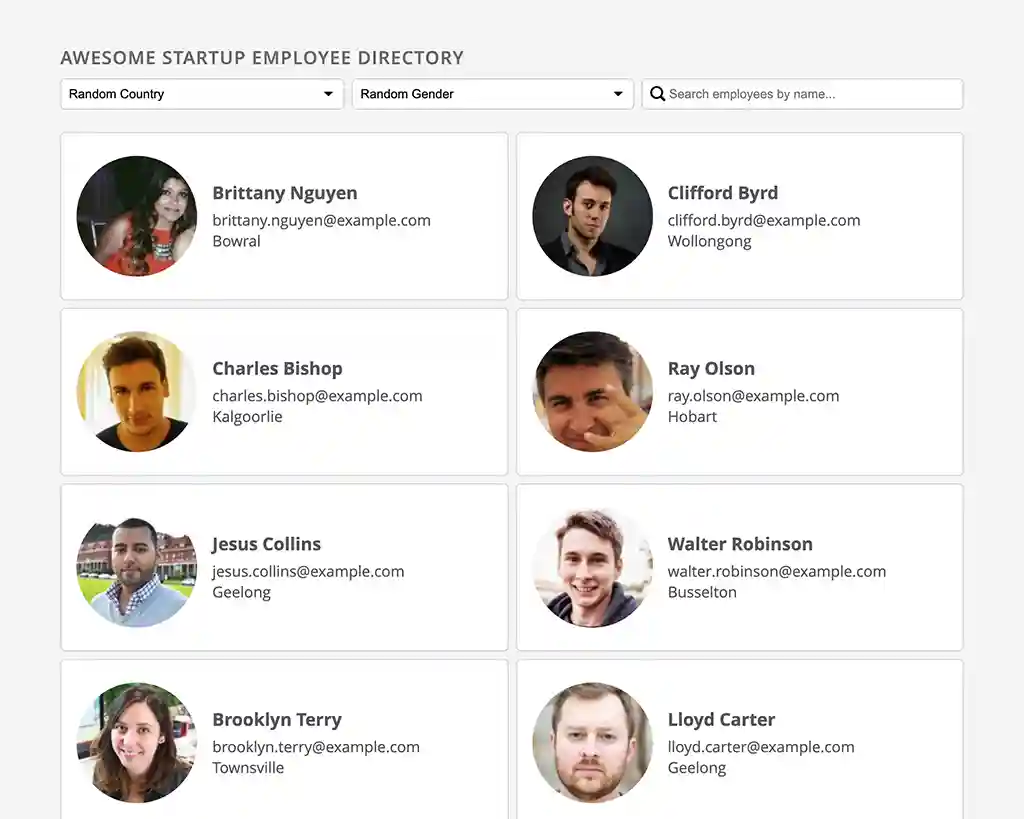 AWESOME STARTUP EMPLOYEE DIRECTORY
Random Country
Random Gender
Search employees by name...
Brittany Nguyen
brittany.nguyen@example.com
Bowral
Clifford Byrd
clifford.byrd@example.com
Wollongong
Charles Bishop
charles.bishop@example.com
Kalgoorlie
Ray Olson
ray.olson@example.com
Hobart
Jesus Collins
jesus.collins@example.com
Geelong
Walter Robinson
walter.robinson@example.com
Busselton
Brooklyn Terry
brooklyn.terry@example.com
Townsville
Lloyd Carter
lloyd.carter@example.com
Geelong